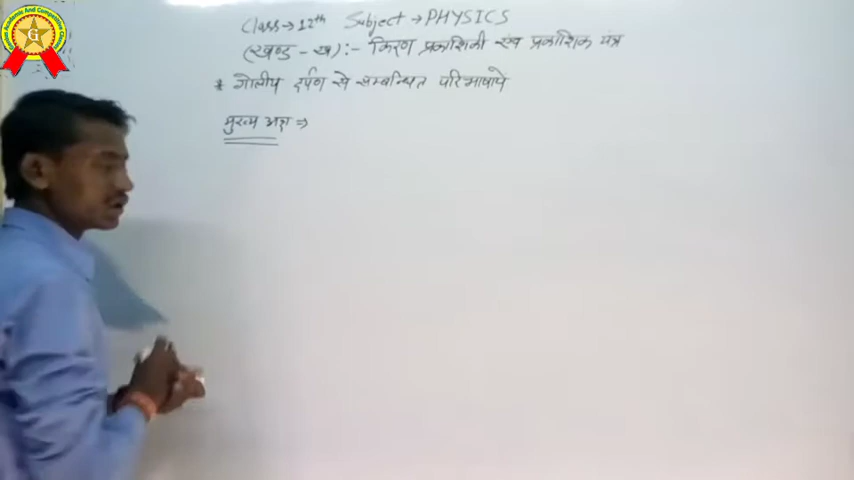 Class → 12th Subject → PHYSICS
(खण्ड - ख) :- किरण प्रकाशिकी एवं प्रकाशिक यंत्र
* गोलीय दर्पण से सम्बन्धित परिभाषाये
मुख्य अक्ष ⇒